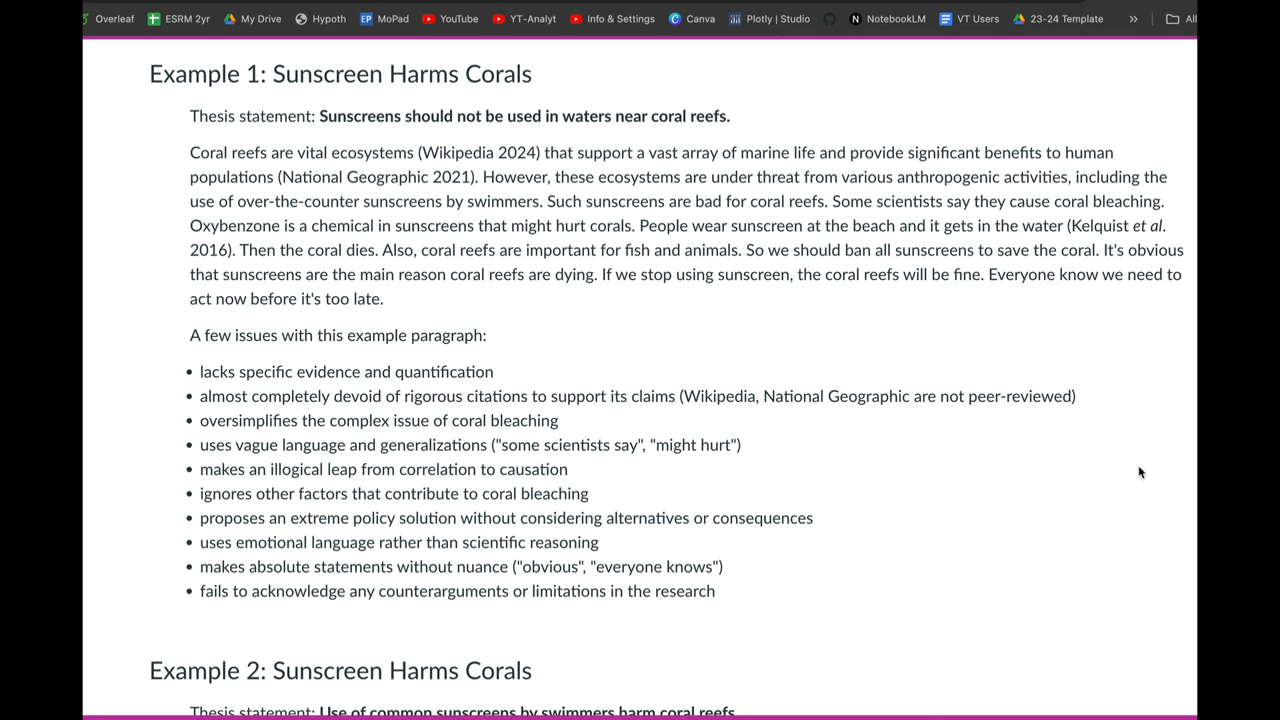 Overleaf ESRM 2yr My Drive Hypoth EP MoPad YouTube YT-Analyt Info & Settings Canva Plotly | Studio N NotebookLM VT Users 23-24 Template » All
Example 1: Sunscreen Harms Corals
Thesis statement: Sunscreens should not be used in waters near coral reefs.
Coral reefs are vital ecosystems (Wikipedia 2024) that support a vast array of marine life and provide significant benefits to human
populations (National Geographic 2021). However, these ecosystems are under threat from various anthropogenic activities, including the
use of over-the-counter sunscreens by swimmers. Such sunscreens are bad for coral reefs. Some scientists say they cause coral bleaching.
Oxybenzone is a chemical in sunscreens that might hurt corals. People wear sunscreen at the beach and it gets in the water (Kelquist et al.
2016). Then the coral dies. Also, coral reefs are important for fish and animals. So we should ban all sunscreens to save the coral. It's obvious
that sunscreens are the main reason coral reefs are dying. If we stop using sunscreen, the coral reefs will be fine. Everyone know we need to
act now before it's too late.
A few issues with this example paragraph:
• lacks specific evidence and quantification
• almost completely devoid of rigorous citations to support its claims (Wikipedia, National Geographic are not peer-reviewed)
• oversimplifies the complex issue of coral bleaching
• uses vague language and generalizations ("some scientists say", "might hurt")
• makes an illogical leap from correlation to causation
• ignores other factors that contribute to coral bleaching
• proposes an extreme policy solution without considering alternatives or consequences
• uses emotional language rather than scientific reasoning
• makes absolute statements without nuance ("obvious", "everyone knows")
• fails to acknowledge any counterarguments or limitations in the research
Example 2: Sunscreen Harms Corals
Thesis statement: Use of common sunscreens by swimmers harm coral reefs.